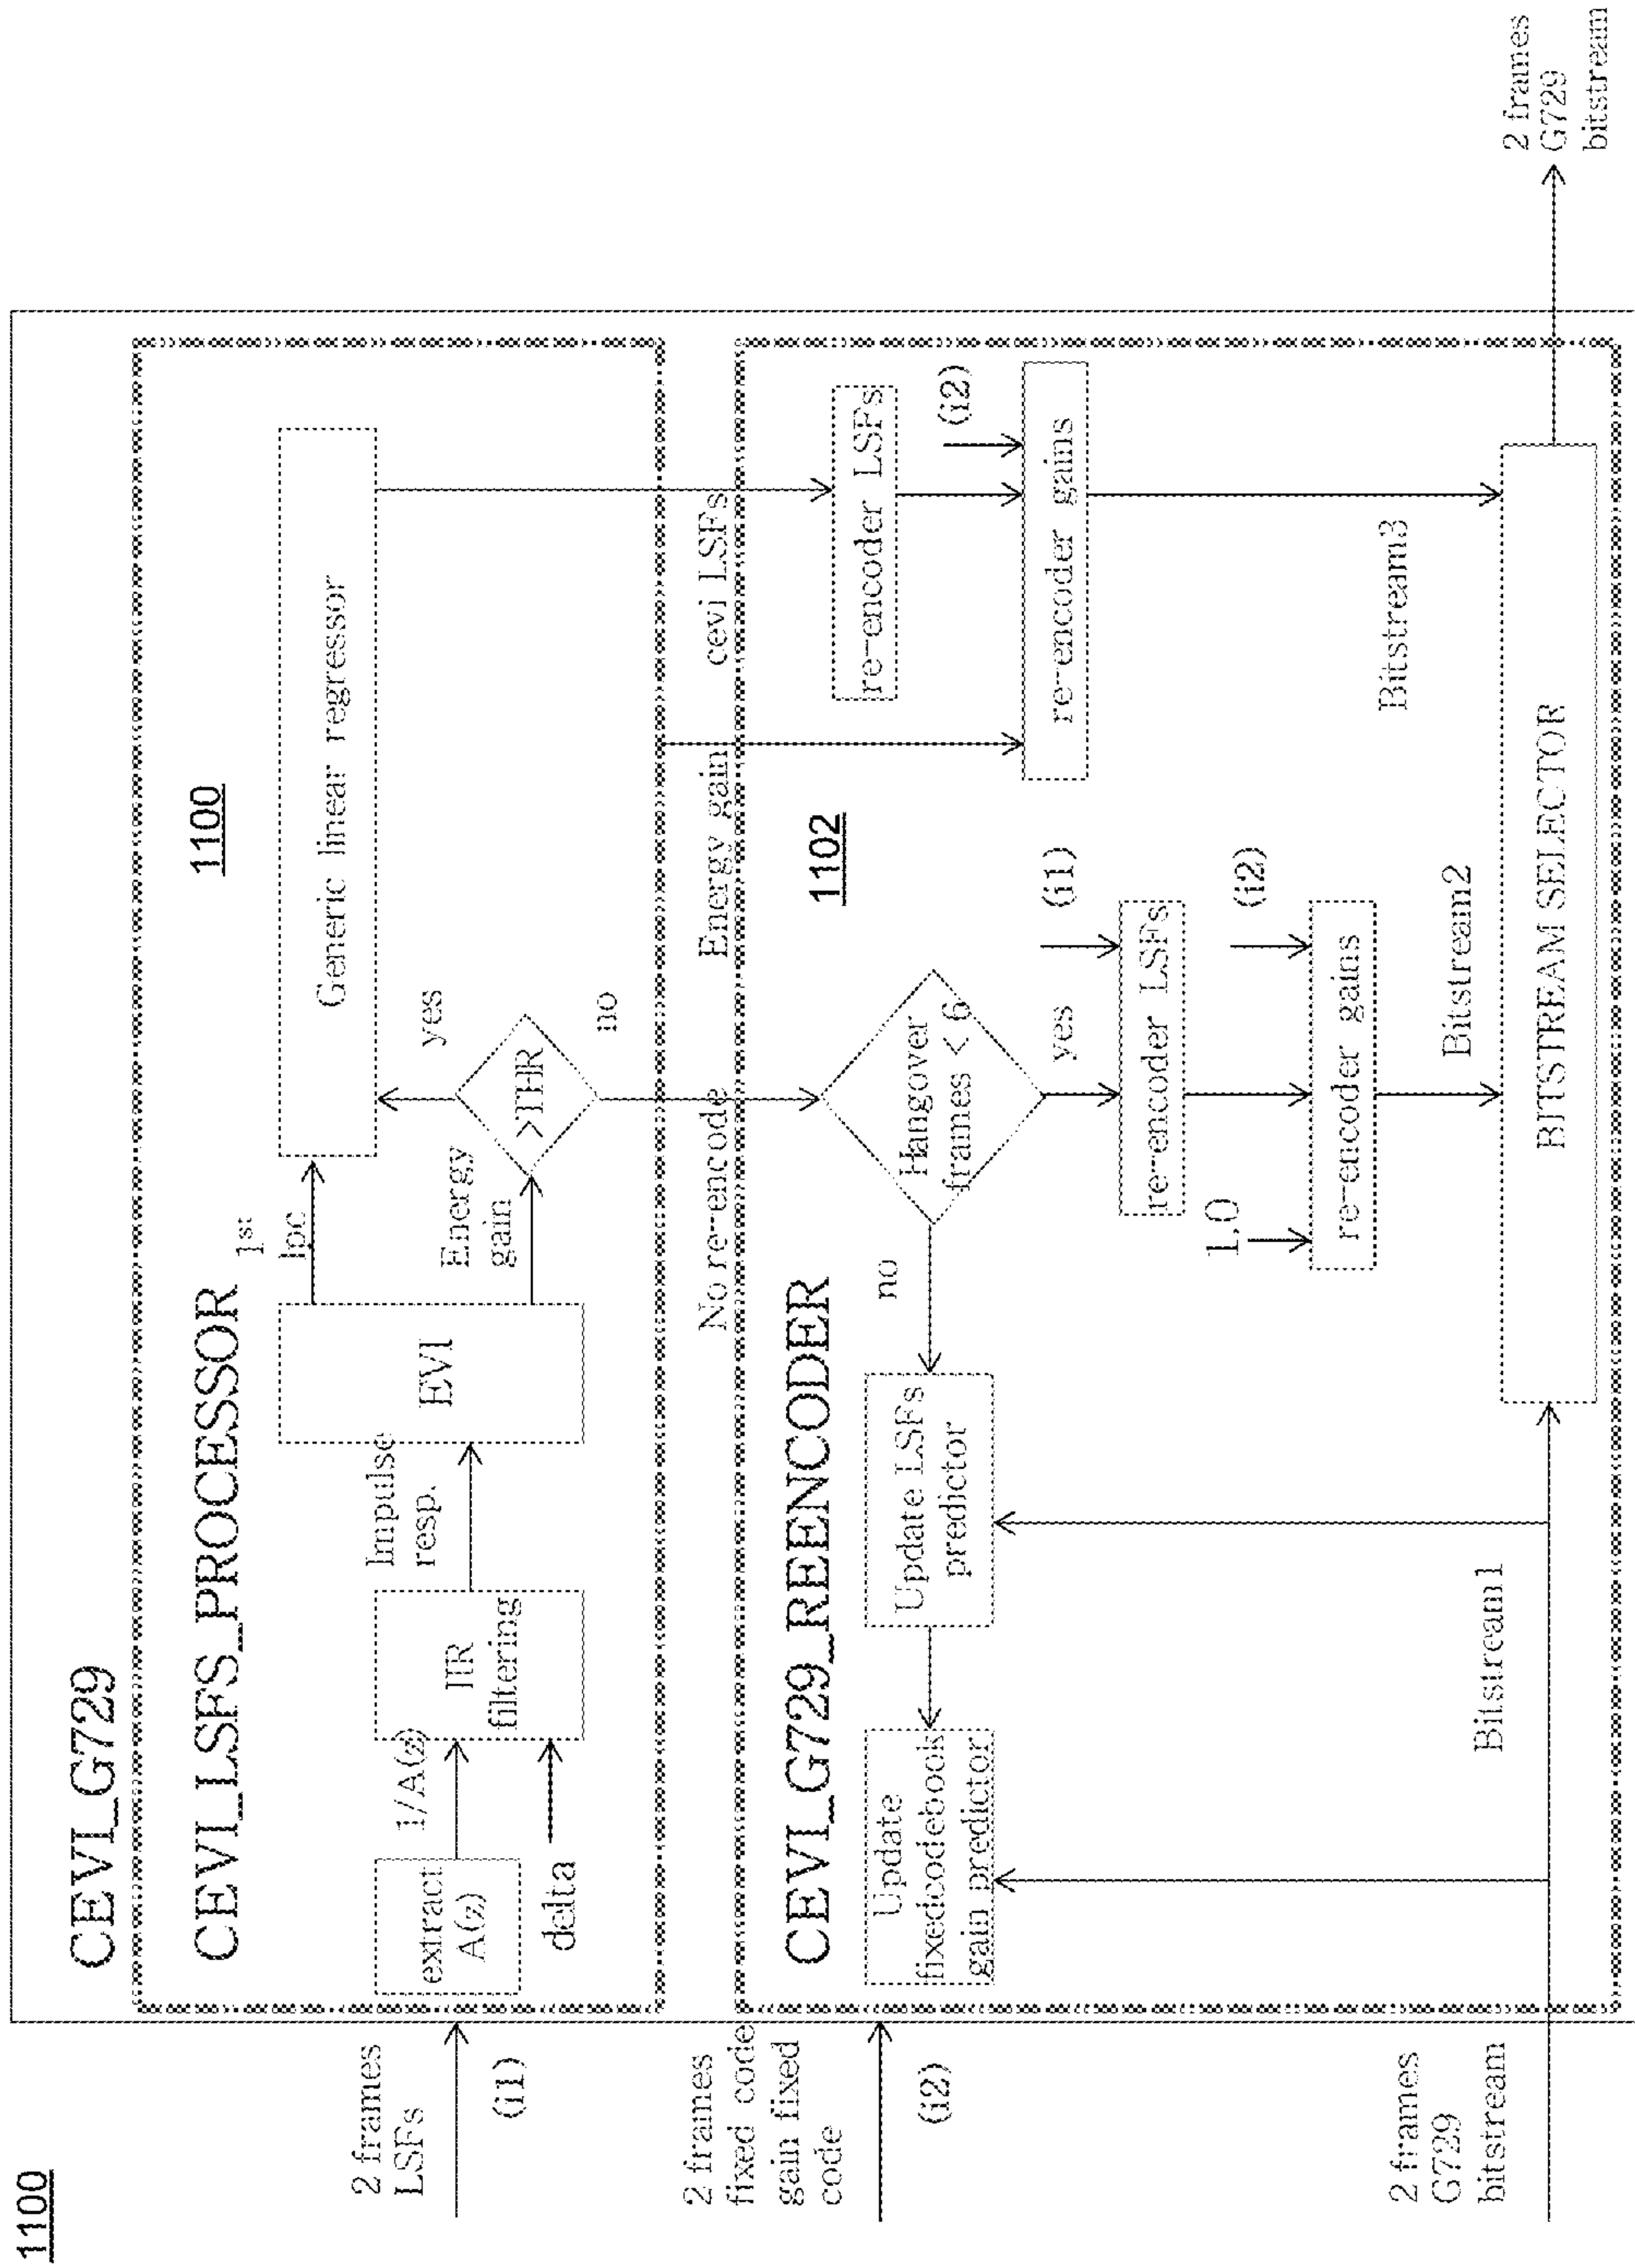 1100
CEVI_G729
CEVI_LSFS_PROCESSOR
1100
2 frames
LSFs
(i1)
extract
A(z)
1/A(z)
delta
IIR
filtering
Impulse
resp.
EVI
1st
lpc
Energy
gain
>THR
yes
no
Generic linear regressor
No re-encode
Energy gain
cevi LSFs
CEVI_G729_REENCODER
1102
2 frames
fixed code
gain fixed
code
(i2)
Update
fixedcodebook
gain predictor
Update LSFs
predictor
no
Hangover
frames < 6
yes
(i1)
re-encoder LSFs
1.0
(i2)
re-encoder gains
Bitstream2
re-encoder LSFs
(i2)
re-encoder gains
Bitstream3
Bitstream1
BITSTREAM SELECTOR
2 frames
G729
bitstream
2 frames
G729
bitstream